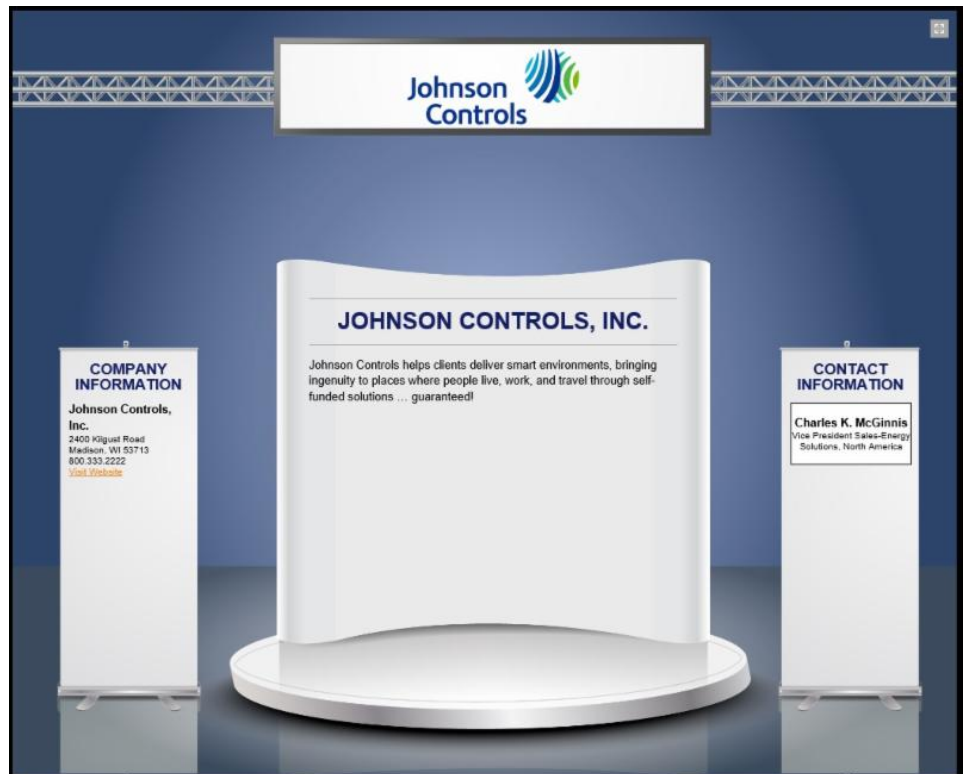 Johnson
Controls
JOHNSON CONTROLS, INC.
Johnson Controls helps clients deliver smart environments, bringing
ingenuity to places where people live, work, and travel through self-
funded solutions … guaranteed!
COMPANY
INFORMATION
Johnson Controls,
Inc.
2400 Kilgust Road
Madison, WI 53713
800.333.2222
Visit Website
CONTACT
INFORMATION
Charles K. McGinnis
Vice President Sales-Energy
Solutions, North America